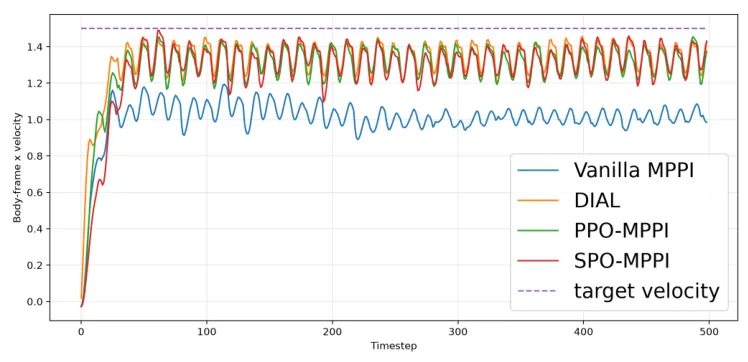 1.4
1.2
1.0
0.8
0.6
0.4
0.2
0.0
Body-frame x velocity
0
100
200
300
400
500
Timestep
Vanilla MPPI
DIAL
PPO-MPPI
SPO-MPPI
target velocity